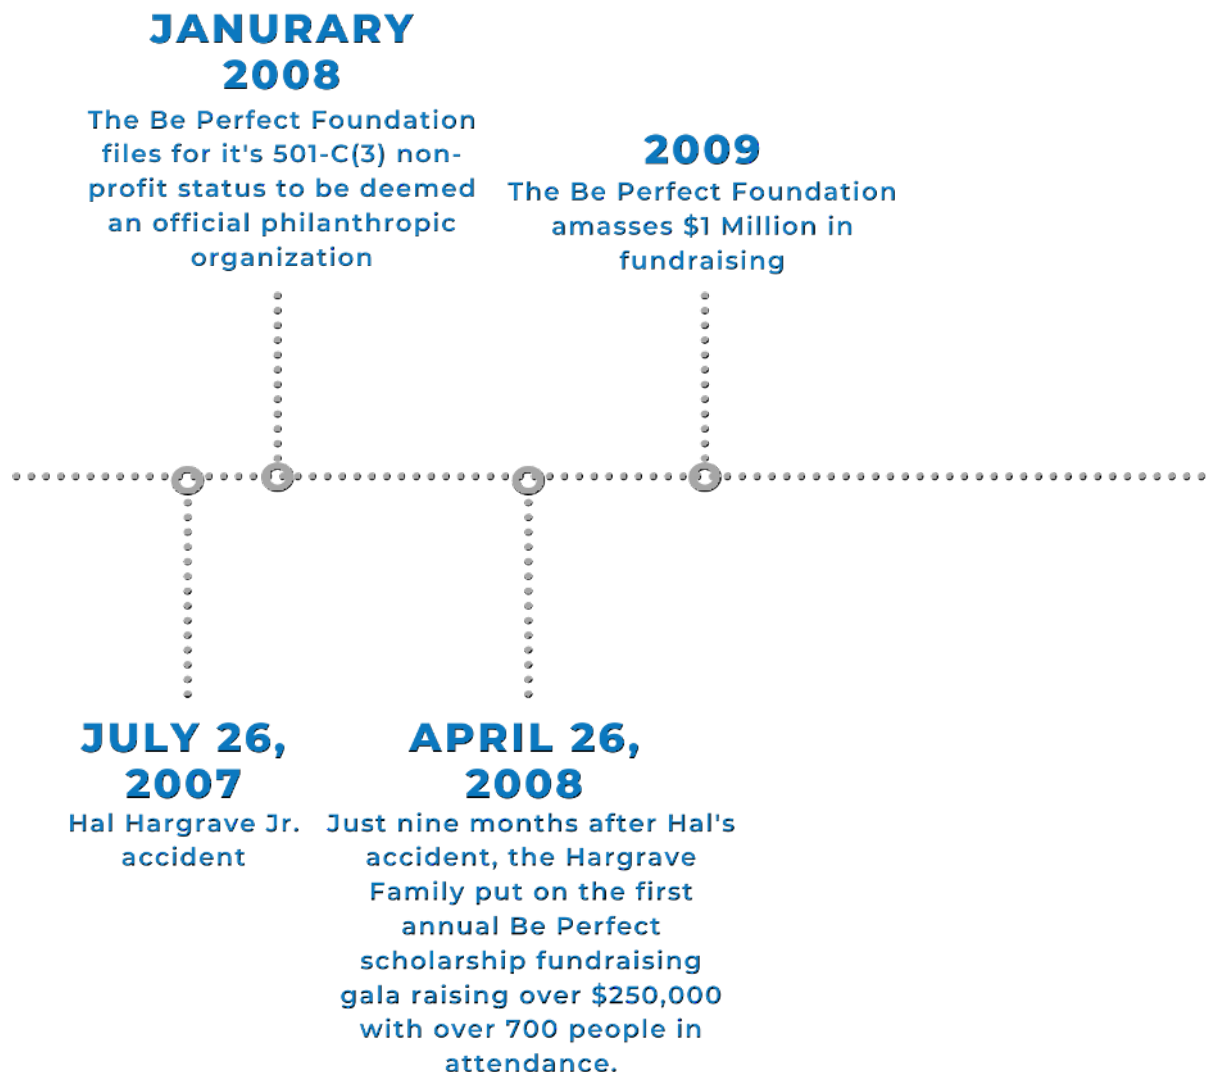 JANURARY
2008
The Be Perfect Foundation
files for it's 501-C(3) non-
profit status to be deemed
an official philanthropic
organization
2009
The Be Perfect Foundation
amasses $1 Million in
fundraising
JULY 26,
2007
Hal Hargrave Jr.
accident
APRIL 26,
2008
Just nine months after Hal's
accident, the Hargrave
Family put on the first
annual Be Perfect
scholarship fundraising
gala raising over $250,000
with over 700 people in
attendance.